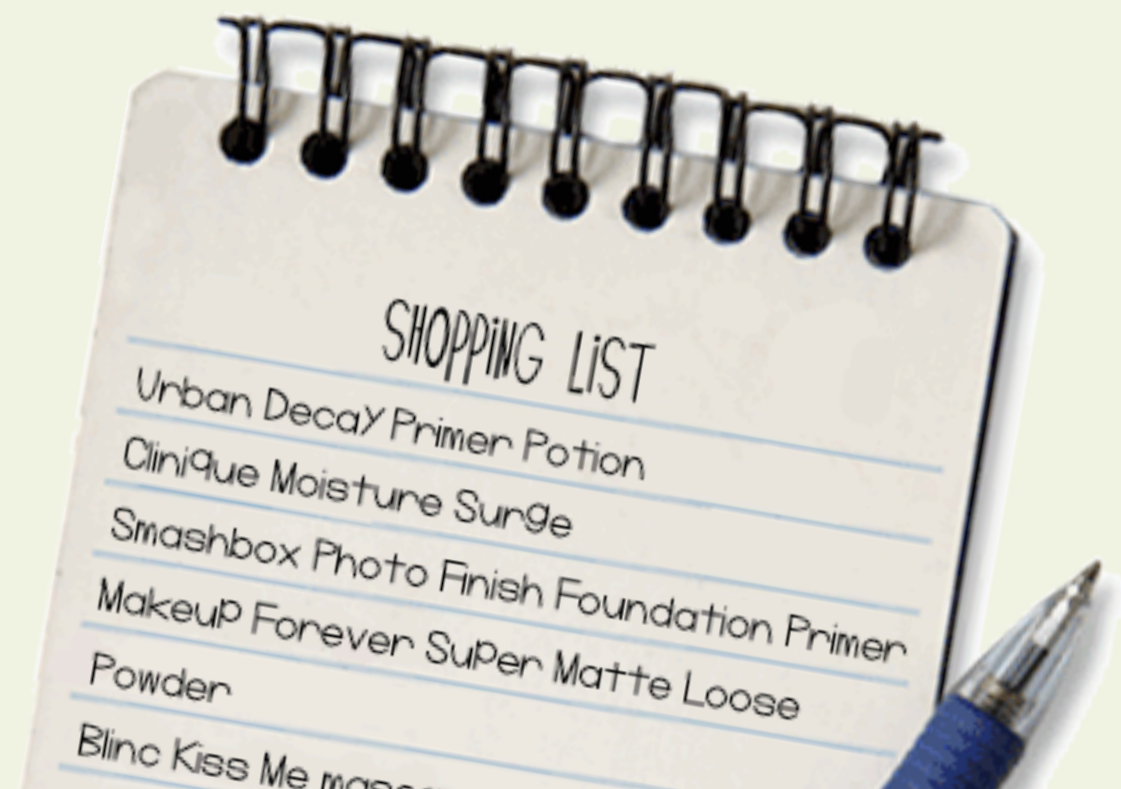 SHOPPiNG LiST
Urban Decay Primer Potion
Clinique Moisture Surge
Smashbox Photo Finish Foundation Primer
Makeup Forever Super Matte Loose
Powder
Blinc Kiss Me